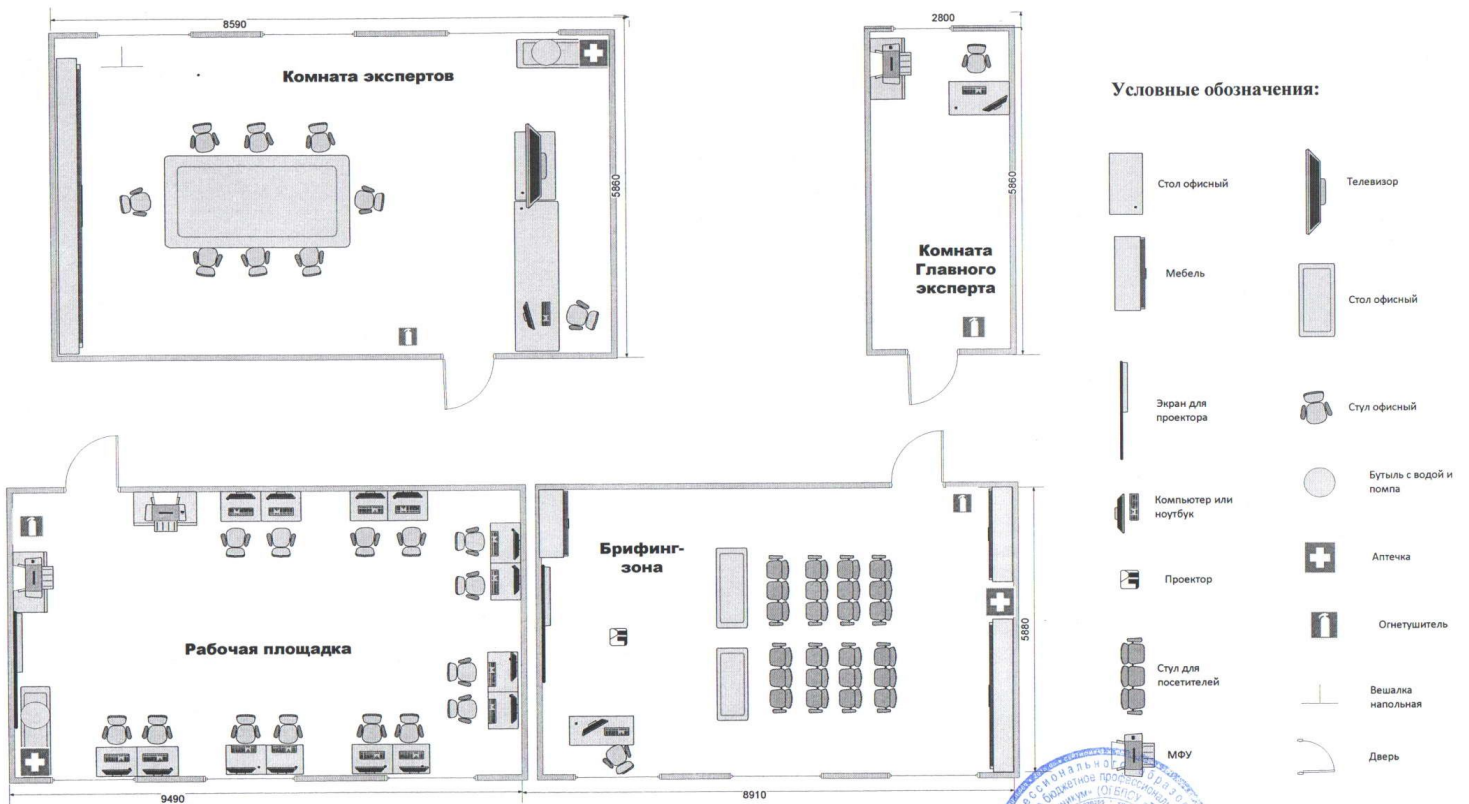 8590
2800
Комната экспертов
5860
5860
Комната
Главного
эксперта
Условные обозначения:
Стол офисный
Телевизор
Мебель
Стол офисный
Экран для
проектора
Стул офисный
Компьютер или
ноутбук
Бутыль с водой и
помпа
Проектор
Аптечка
Огнетушитель
Стул для
посетителей
Вешалка
напольная
МФУ
Дверь
Брифинг-
зона
Рабочая площадка
5880
9490
8910
бюджетное